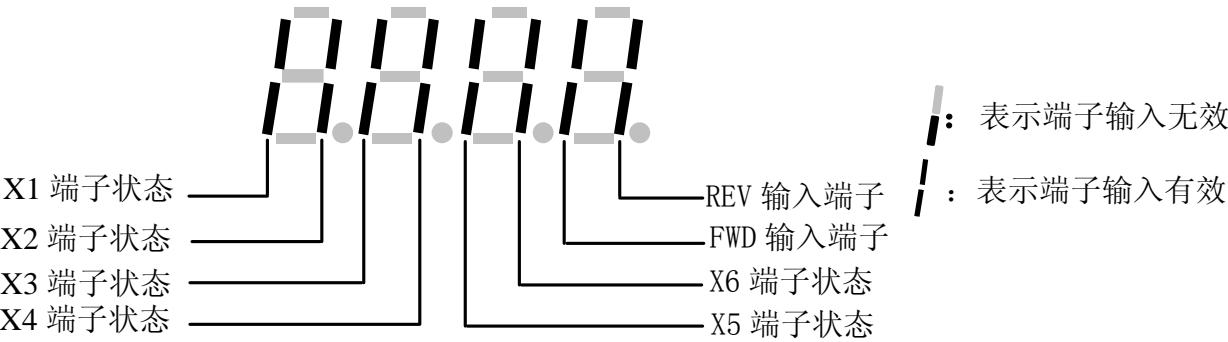 ： 表示端子输入无效
： 表示端子输入有效
X1 端子状态
X2 端子状态
X3 端子状态
X4 端子状态
REV 输入端子
FWD 输入端子
X6 端子状态
X5 端子状态